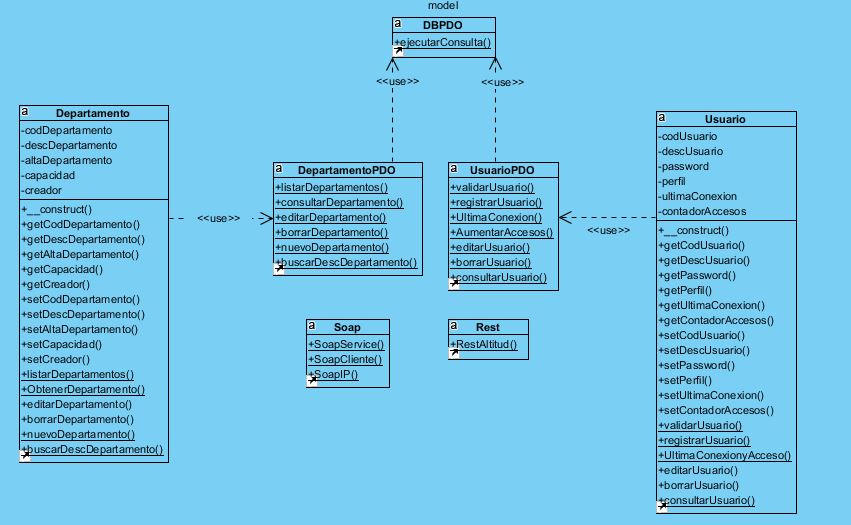 model
a
DBPDO
+ejecutarConsulta()
<<use>>
<<use>>
a
Departamento
-codDepartamento
-descDepartamento
-altaDepartamento
-capacidad
-creador
+__construct()
+getCodDepartamento()
+getDescDepartamento()
+getAltaDepartamento()
+getCapacidad()
+getCreador()
+setCodDepartamento()
+setDescDepartamento()
+setAltaDepartamento()
+setCapacidad()
+setCreador()
+listarDepartamentos()
+ObtenerDepartamento()
+editarDepartamento()
+borrarDepartamento()
+nuevoDepartamento()
+buscarDescDepartamento()
<<use>>
a
DepartamentoPDO
+listarDepartamentos()
+consultarDepartamento()
+editarDepartamento()
+borrarDepartamento()
+nuevoDepartamento()
+buscarDescDepartamento()
a
UsuarioPDO
+validarUsuario()
+registrarUsuario()
+UltimaConexion()
+AumentarAccesos()
+editarUsuario()
+borrarUsuario()
+consultarUsuario()
<<use>>
a
Usuario
-codUsuario
-descUsuario
-password
-perfil
-ultimaConexion
-contadorAccesos
+__construct()
+getCodUsuario()
+getDescUsuario()
+getPassword()
+getPerfil()
+getUltimaConexion()
+getContadorAccesos()
+setCodUsuario()
+setDescUsuario()
+setPassword()
+setPerfil()
+setUltimaConexion()
+setContadorAccesos()
+validarUsuario()
+registrarUsuario()
+UltimaConexionyAcceso()
+editarUsuario()
+borrarUsuario()
+consultarUsuario()
a
Soap
+SoapService()
+SoapCliente()
+SoapIP()
a
Rest
+RestAltitud()